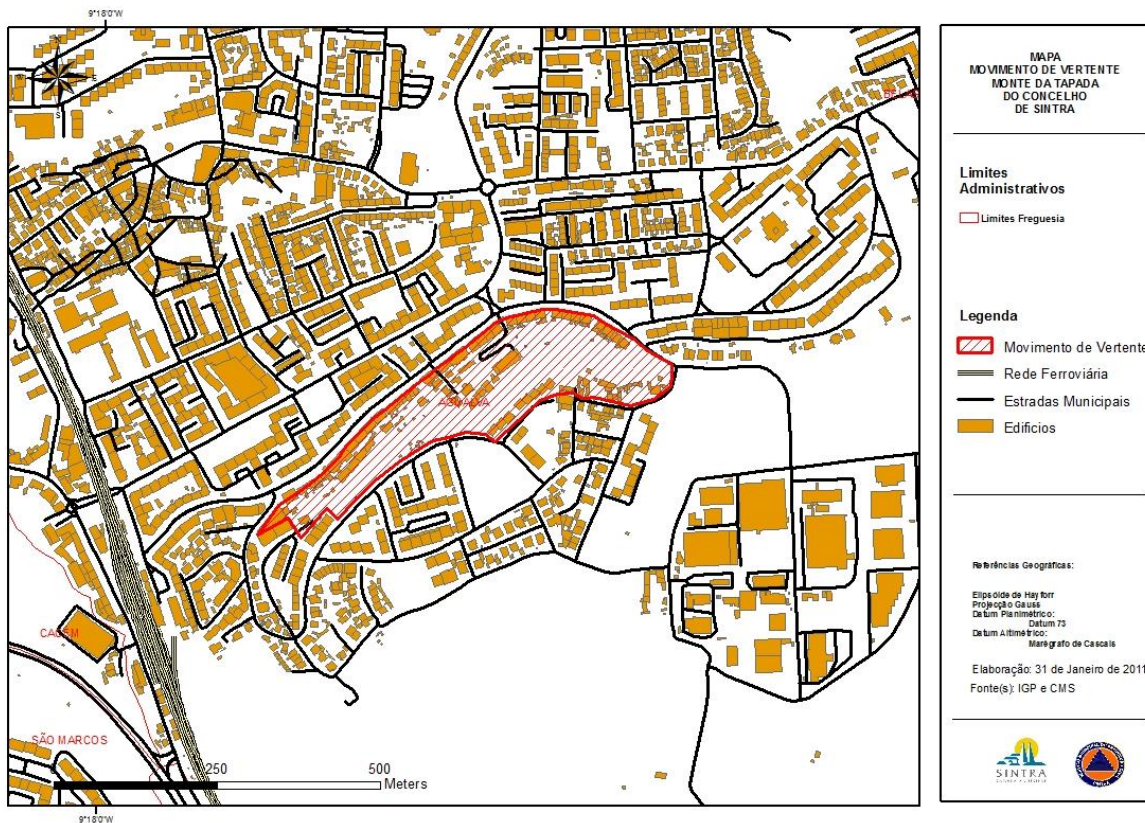 9°18'0"W
N
E
S
AGUALVA
CACÉM
SÃO MARCOS
250
500
Meters
9°18'0"W
MAPA
MOVIMENTO DE VERTENTE
MONTE DA TAPADA
DO CONCELHO
DE SINTRA
Limites
Administrativos
Limites Freguesia
Legenda
Movimento de Vertente
Rede Ferroviária
Estradas Municipais
Edificios
Referências Geográficas:
Elipsóide de Hayforr
Projecção Gauss
Datum Planimétrico:
Datum 73
Datum Altimétrico:
Marégrafo de Cascais
Elaboração: 31 de Janeiro de 2011
Fonte(s): IGP e CMS
SINTRA